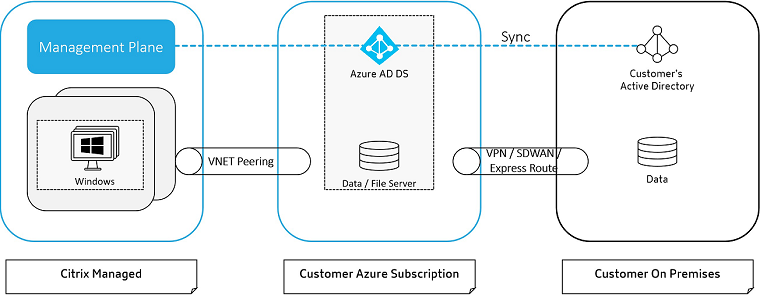 Management Plane
Windows
Citrix Managed
VNET Peering
Azure AD DS
Data / File Server
Customer Azure Subscription
Sync
VPN / SDWAN /
Express Route
Customer's
Active Directory
Data
Customer On Premises